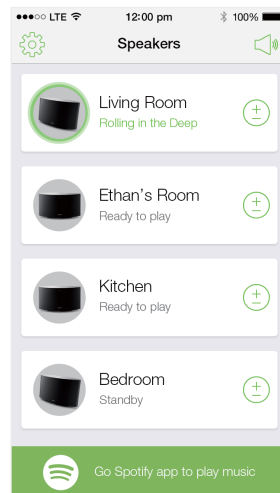 LTE 12:00 pm 100%
Speakers
Living Room
Rolling in the Deep
Ethan's Room
Ready to play
Kitchen
Ready to play
Bedroom
Standby
Go Spotify app to play music